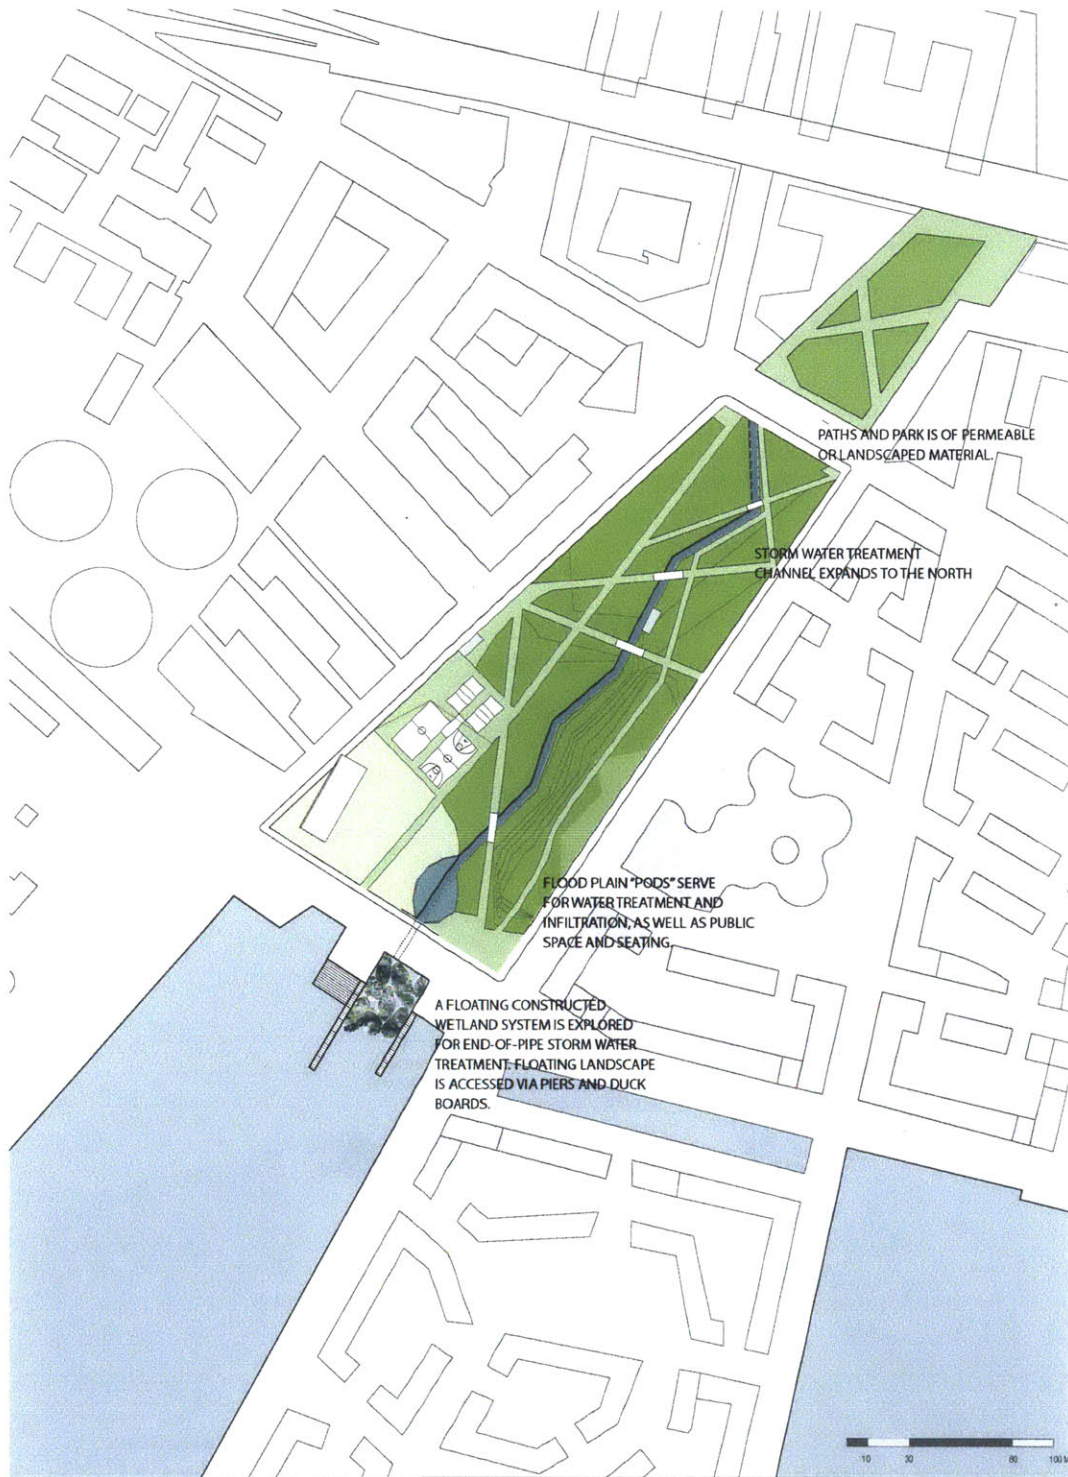 PATHS AND PARK IS OF PERMEABLE
OR LANDSCAPED MATERIAL.
STORM WATER TREATMENT
CHANNEL EXPANDS TO THE NORTH
FLOOD PLAIN "PODS" SERVE
FOR WATER TREATMENT AND
INFILTRATION, AS WELL AS PUBLIC
SPACE AND SEATING.
A FLOATING CONSTRUCTED
WETLAND SYSTEM IS EXPLORED
FOR END-OF-PIPE STORM WATER
TREATMENT. FLOATING LANDSCAPE
IS ACCESSED VIA PIERS AND DUCK
BOARDS.
10 30 80 100 M